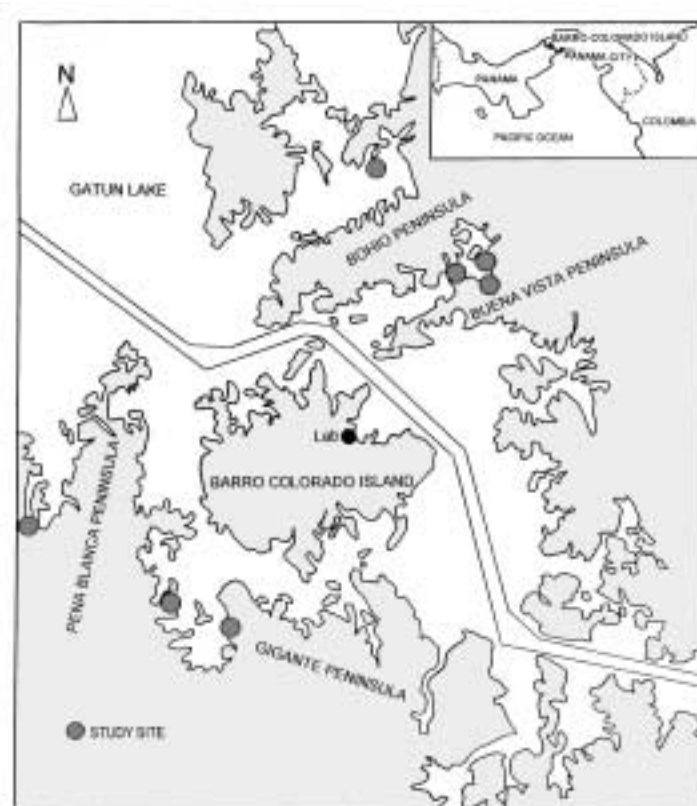 BARRO COLORADO ISLAND
PANAMA CITY
PANAMA
COLOMBIA
PACIFIC OCEAN
N
GATUN LAKE
BOHIO PENINSULA
BUENA VISTA PENINSULA
Lab
BARRO COLORADO ISLAND
PENA BLANCA PENINSULA
GIGANTE PENINSULA
STUDY SITE